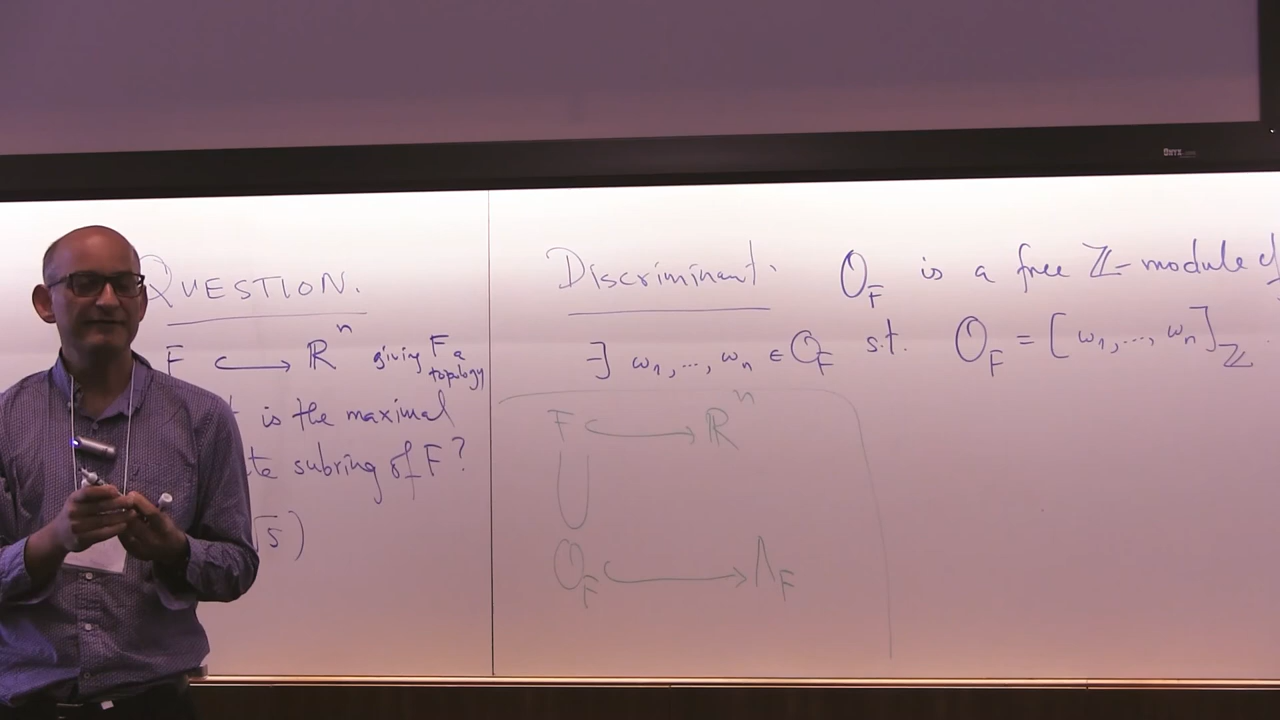 QUESTION.
F ↪ ℝⁿ giving F a topology
is the maximal
subring of F?
√5)
Discriminant. O_F is a free ℤ-module
∃ ω₁,..., ωₙ ∈ O_F s.t. O_F = [ω₁,..., ωₙ]_ℤ.
F ↪ ℝⁿ
∪
O_F ↪ Λ_F